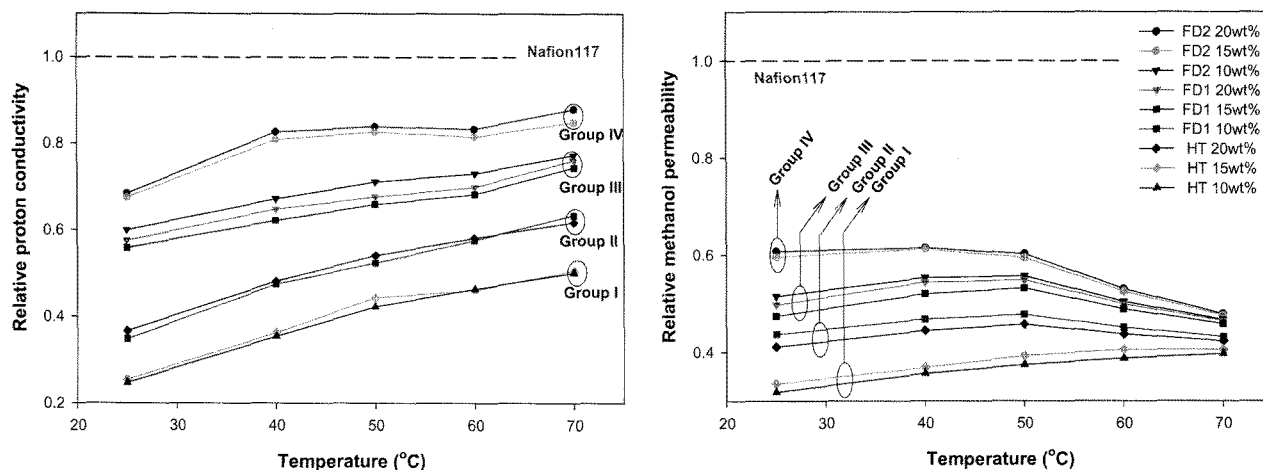 1.0
0.8
0.6
0.4
0.2
Relative proton conductivity
Nafion117
Group IV
Group III
Group II
Group I
20
30
40
50
60
70
Temperature (°C)
1.0
0.8
0.6
0.4
Relative methanol permeability
Nafion117
Group IV
Group III
Group II
Group I
FD2 20wt%
FD2 15wt%
FD2 10wt%
FD1 20wt%
FD1 15wt%
FD1 10wt%
HT 20wt%
HT 15wt%
HT 10wt%
20
30
40
50
60
70
Temperature (°C)